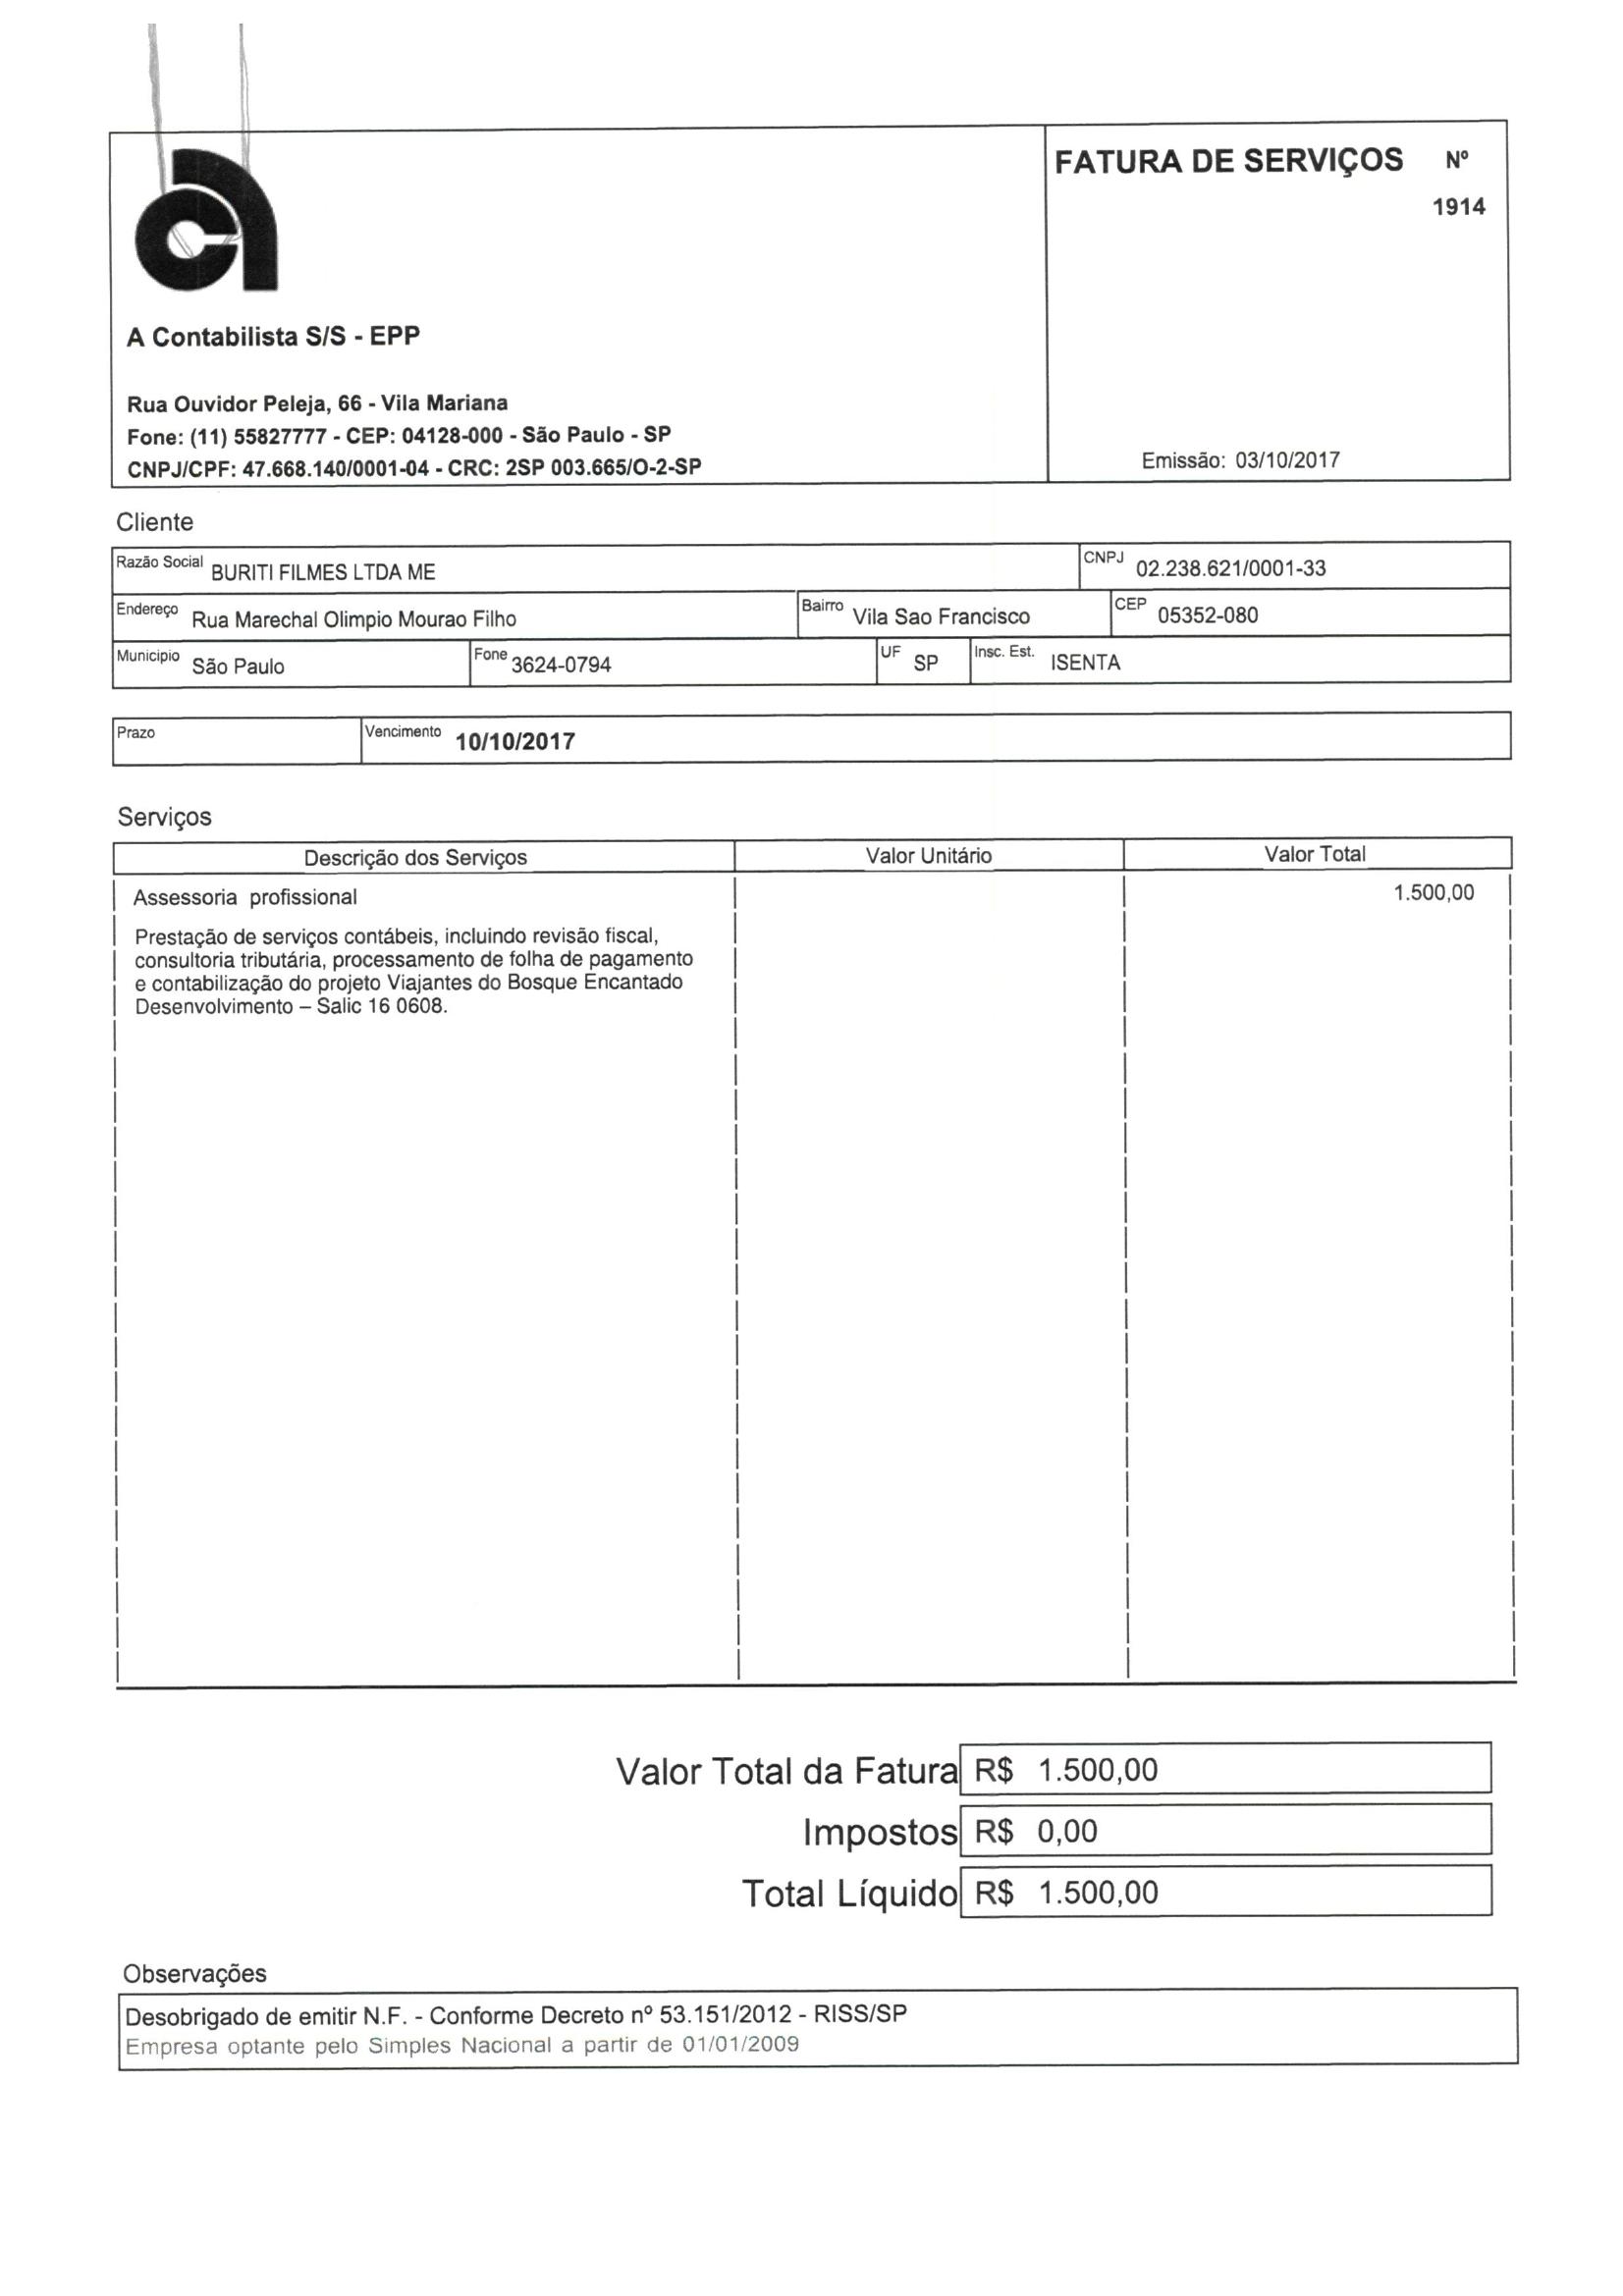 FATURA DE SERVIÇOS Nº
1914
A Contabilista S/S - EPP
Rua Ouvidor Peleja, 66 - Vila Mariana
Fone: (11) 55827777 - CEP: 04128-000 - São Paulo - SP
CNPJ/CPF: 47.668.140/0001-04 - CRC: 2SP 003.665/O-2-SP
Emissão: 03/10/2017
Cliente
Razão Social BURITI FILMES LTDA ME CNPJ 02.238.621/0001-33
Endereço Rua Marechal Olimpio Mourao Filho Bairro Vila Sao Francisco CEP 05352-080
Municipio São Paulo Fone 3624-0794 UF SP Insc. Est. ISENTA
Prazo Vencimento 10/10/2017
Serviços
Descrição dos Serviços Valor Unitário Valor Total
Assessoria profissional 1.500,00
Prestação de serviços contábeis, incluindo revisão fiscal,
consultoria tributária, processamento de folha de pagamento
e contabilização do projeto Viajantes do Bosque Encantado
Desenvolvimento – Salic 16 0608.
Valor Total da Fatura R$ 1.500,00
Impostos R$ 0,00
Total Líquido R$ 1.500,00
Observações
Desobrigado de emitir N.F. - Conforme Decreto nº 53.151/2012 - RISS/SP
Empresa optante pelo Simples Nacional a partir de 01/01/2009